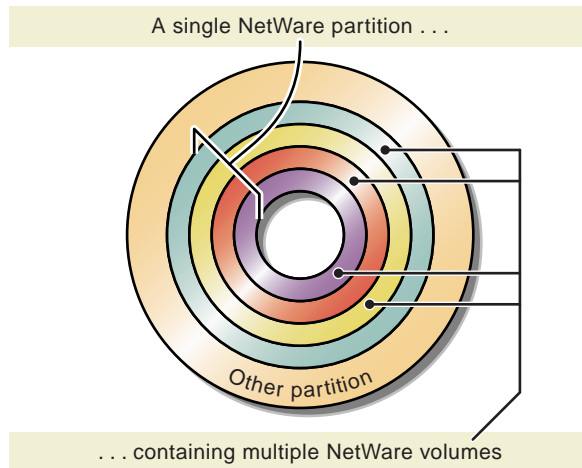 A single NetWare partition . . .
Other partition
. . . containing multiple NetWare volumes